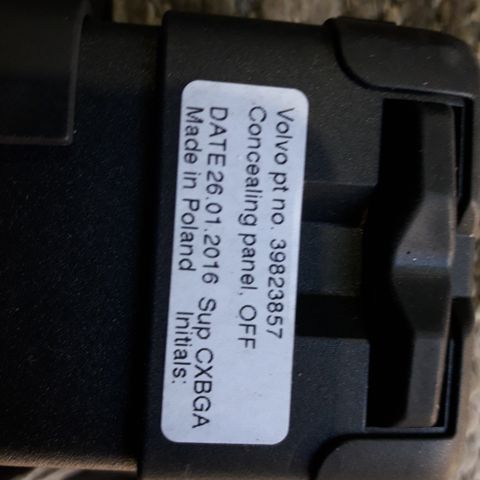 Volvo pt no. 39823857
Concealing panel, OFF
DATE 26.01.2016 Sup CXBGA
Made in Poland Initials: